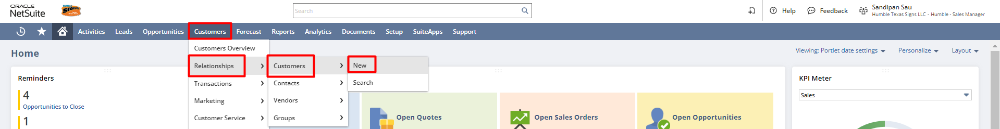 ORACLE
NetSuite
SIGNS
Search
Help
Feedback
Sandipan Sau
Humble Texas Signs LLC - Humble - Sales Manager
Activities
Leads
Opportunities
Customers
Forecast
Reports
Analytics
Documents
Setup
SuiteApps
Support
Home
Viewing: Portlet date settings
Personalize
Layout
Customers Overview
Relationships
Transactions
Marketing
Customer Service
Customers
Contacts
Vendors
Groups
New
Search
Reminders
4
Opportunities to Close
1
Open Quotes
Open Sales Orders
Open Opportunities
KPI Meter
Sales